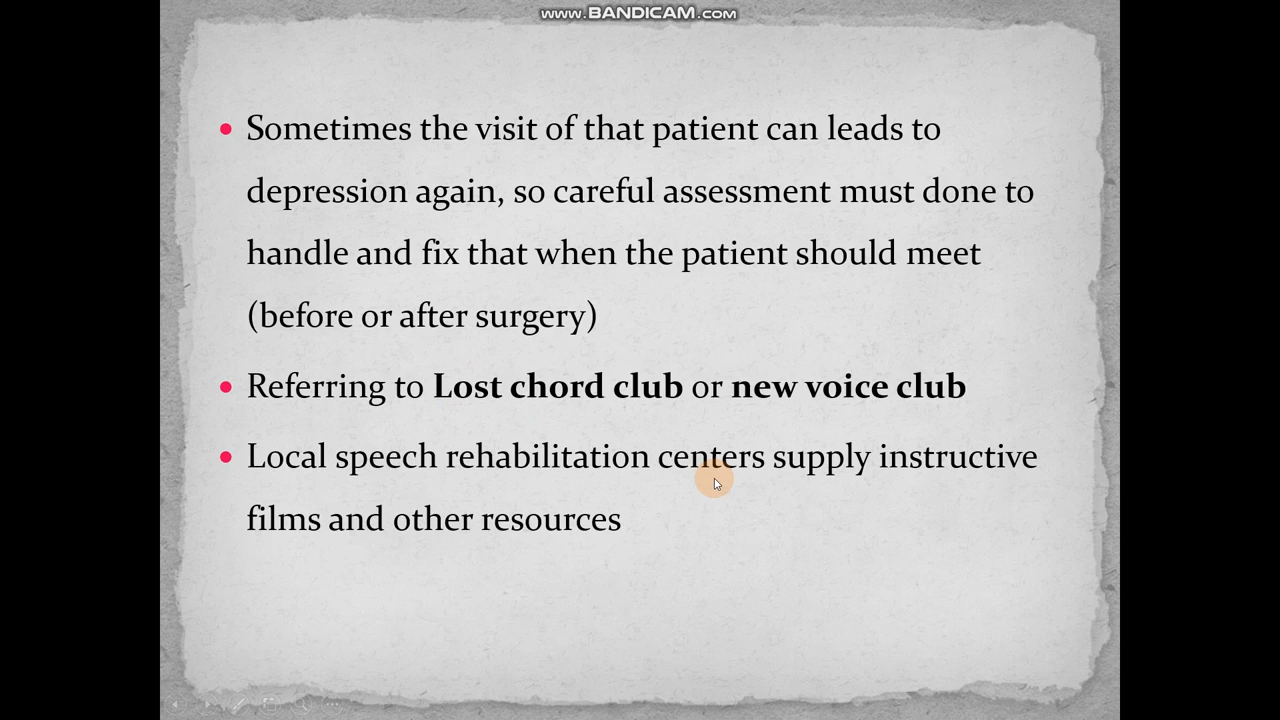 www.BANDICAM.com
• Sometimes the visit of that patient can leads to
depression again, so careful assessment must done to
handle and fix that when the patient should meet
(before or after surgery)
• Referring to Lost chord club or new voice club
• Local speech rehabilitation centers supply instructive
films and other resources